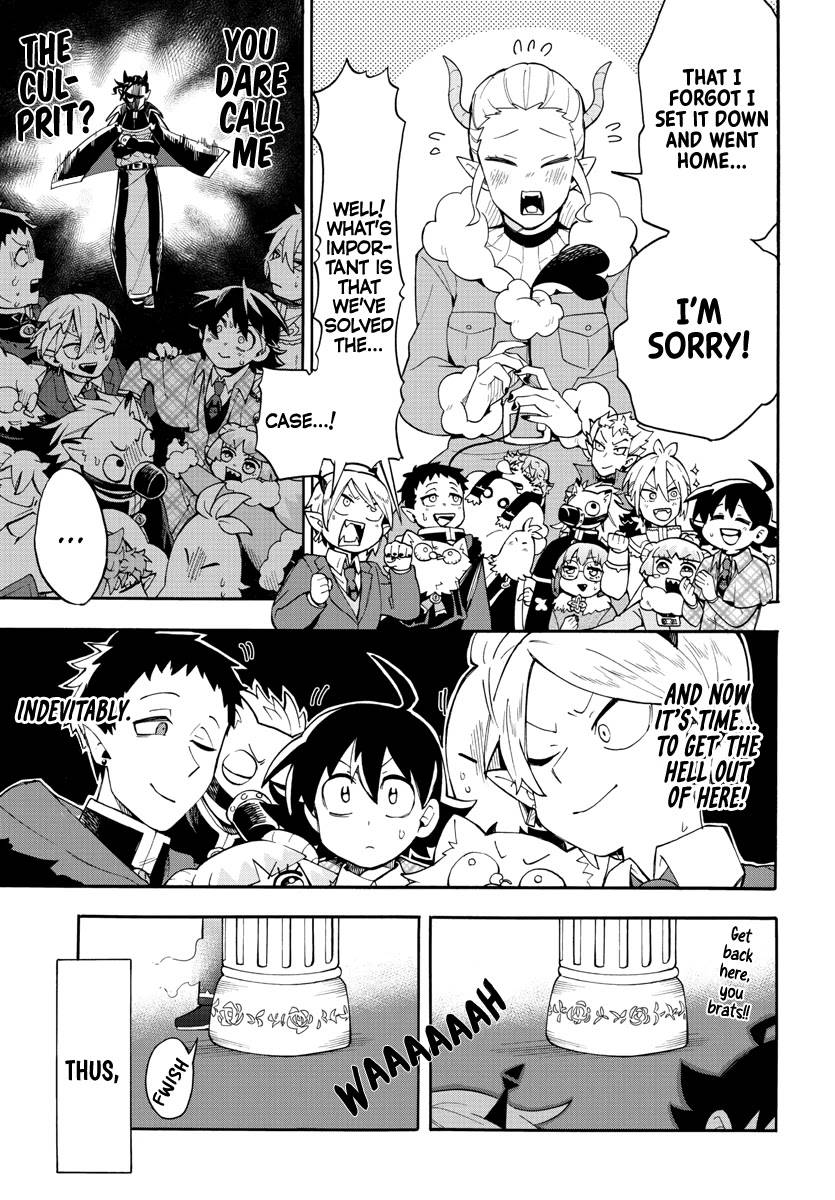 THAT I
FORGOT I
SET IT DOWN
AND WENT
HOME...
I'M
SORRY!
WELL!
WHAT'S
IMPOR-
TANT IS
THAT
WE'VE
SOLVED
THE...
CASE...!
YOU
DARE
CALL
ME
THE
CUL-
PRIT?
...
AND NOW
IT'S TIME...
TO GET THE
HELL OUT
OF HERE!
INDEVITABLY.
Get
back
here,
you
brats!!
WAAAAAAH
FWISH
THUS,